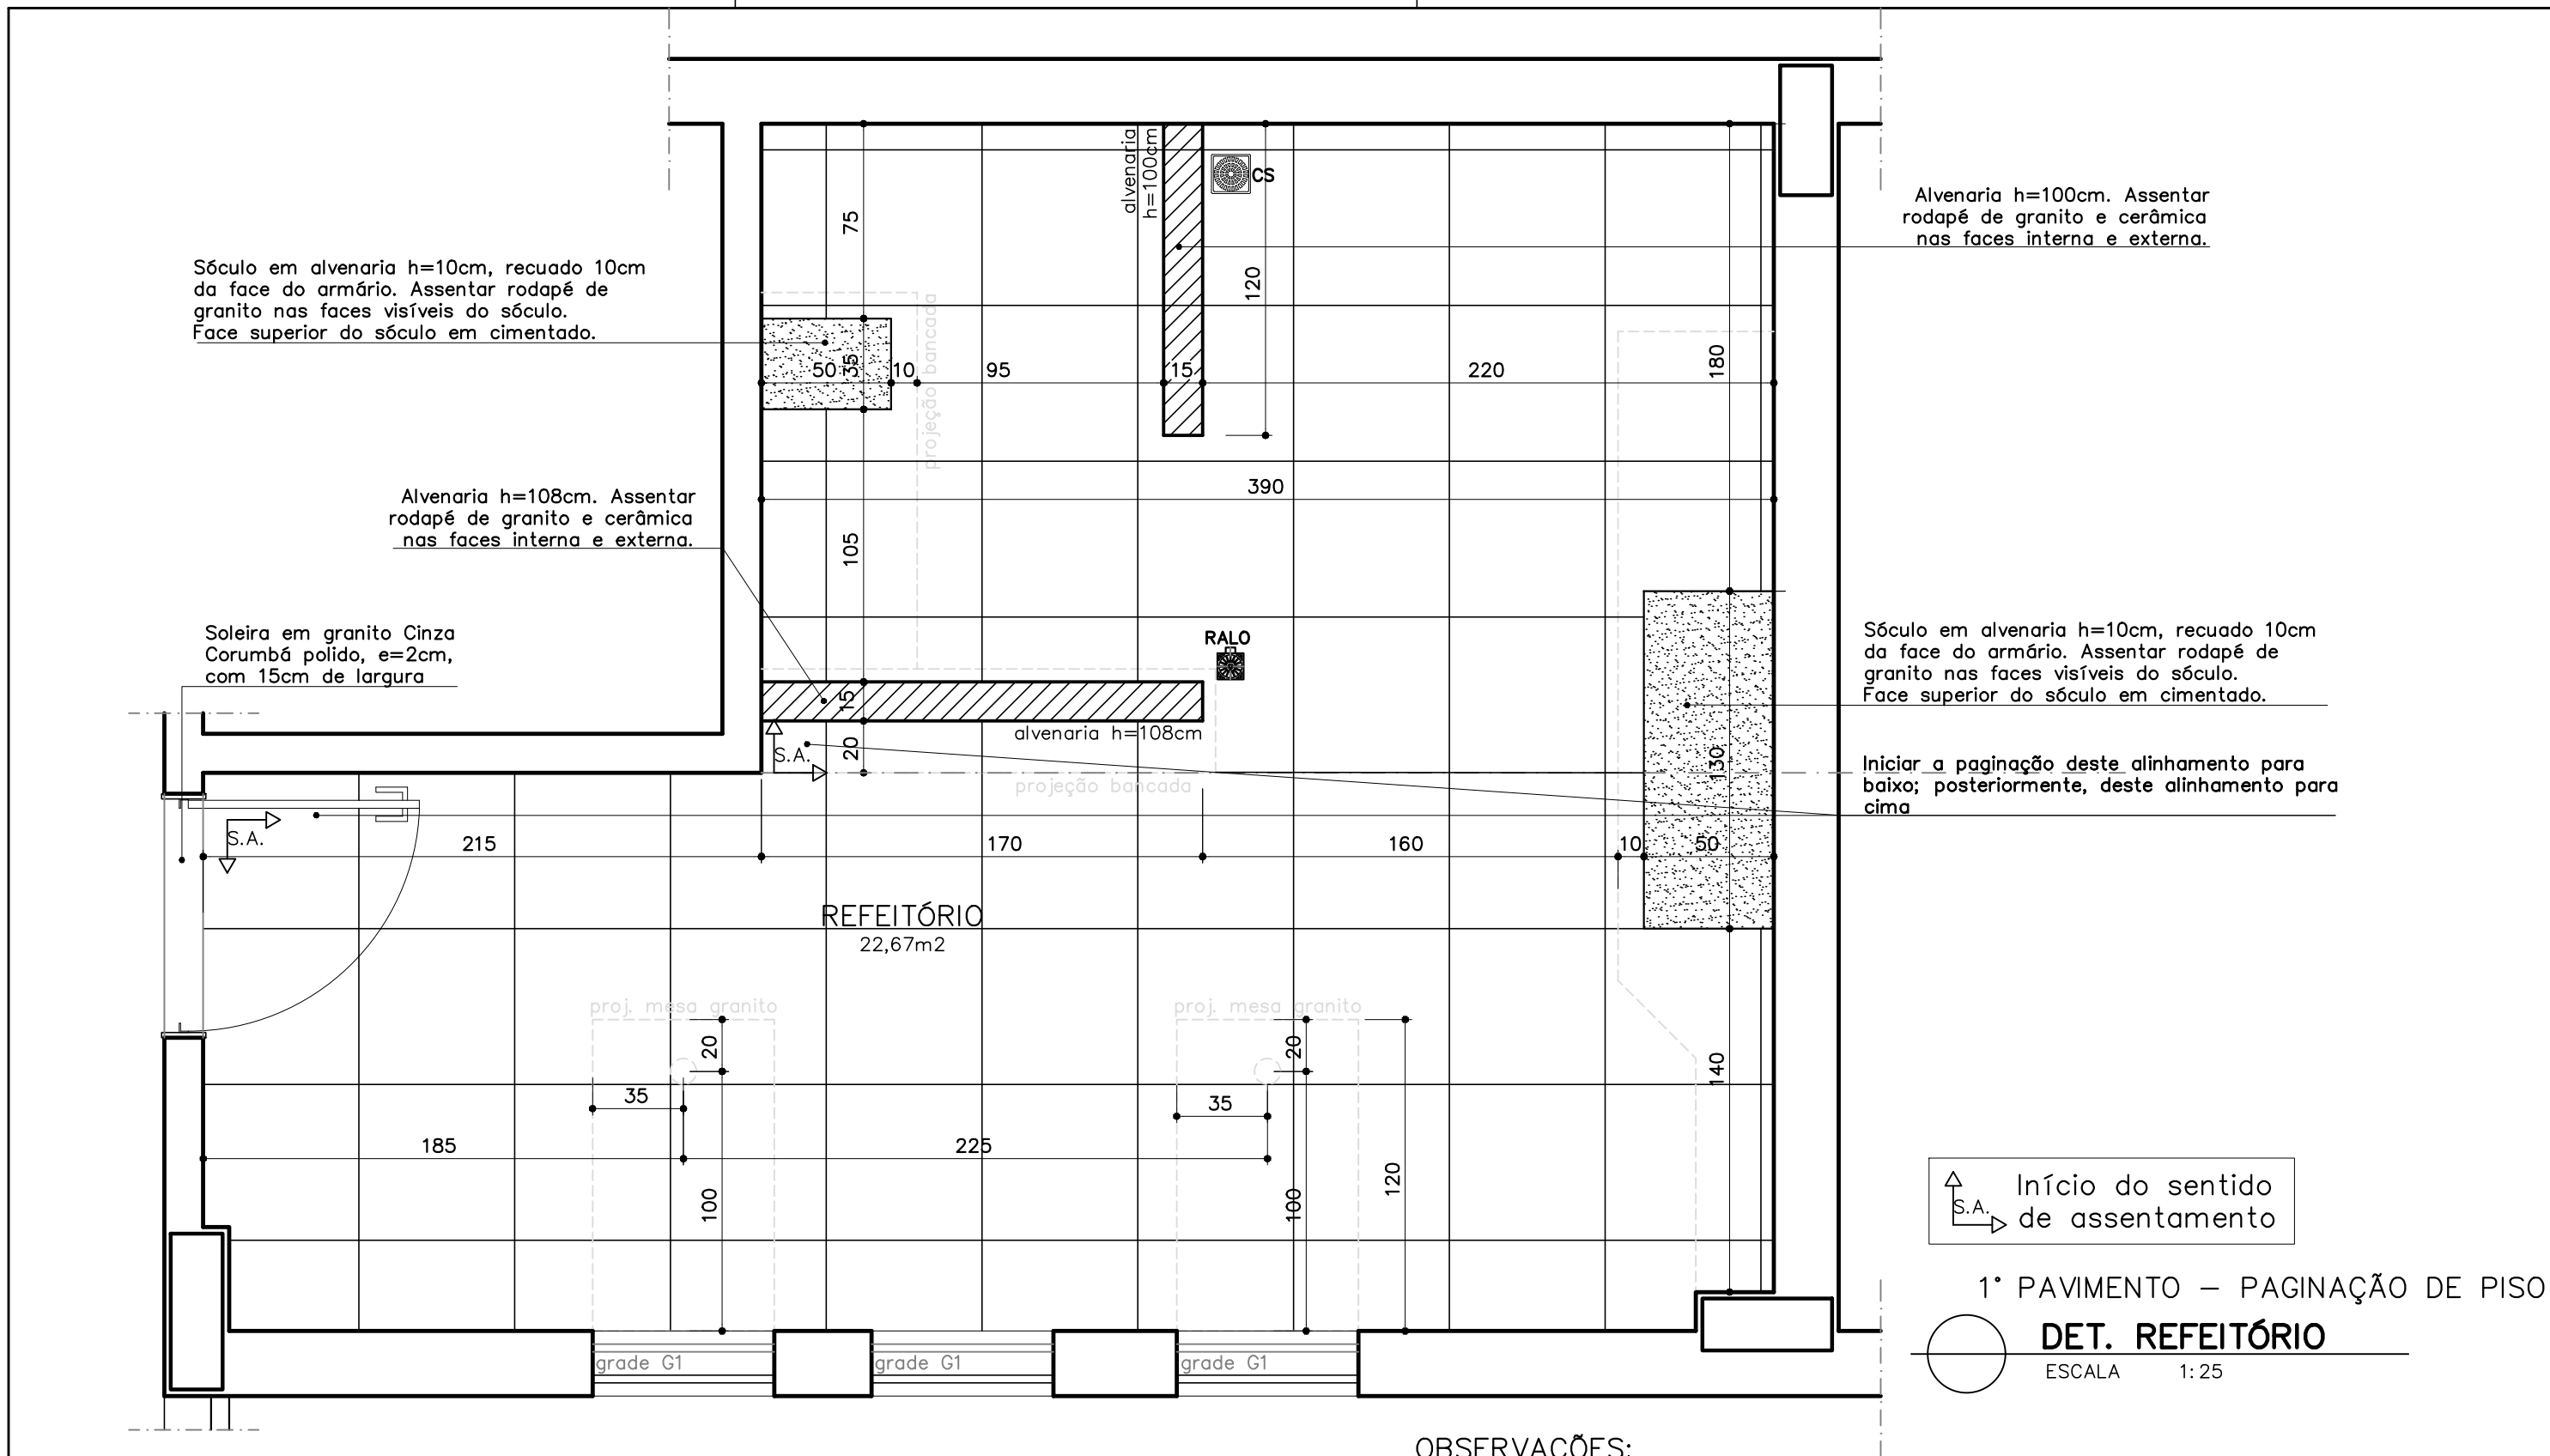 alvenaria
h=100cm
CS
75
120
Alvenaria h=100cm. Assentar
rodapé de granito e cerâmica
nas faces interna e externa.
Sóculo em alvenaria h=10cm, recuado 10cm
da face do armário. Assentar rodapé de
granito nas faces visíveis do sóculo.
Face superior do sóculo em cimentado.
projeção bancada
50
35
10
95
15
220
180
390
Alvenaria h=108cm. Assentar
rodapé de granito e cerâmica
nas faces interna e externa.
105
Soleira em granito Cinza
Corumbá polido, e=2cm,
com 15cm de largura
RALO
Sóculo em alvenaria h=10cm, recuado 10cm
da face do armário. Assentar rodapé de
granito nas faces visíveis do sóculo.
Face superior do sóculo em cimentado.
15
alvenaria h=108cm
S.A.
20
projeção bancada
130
Iniciar a paginação deste alinhamento para
baixo; posteriormente, deste alinhamento para
cima
S.A.
215
170
160
10
50
REFEITÓRIO
22,67m2
proj. mesa granito
proj. mesa granito
20
20
140
35
35
185
225
100
100
120
S.A.
Início do sentido
de assentamento
1° PAVIMENTO – PAGINAÇÃO DE PISO
DET. REFEITÓRIO
ESCALA 1:25
grade G1
grade G1
grade G1
OBSERVAÇÕES: